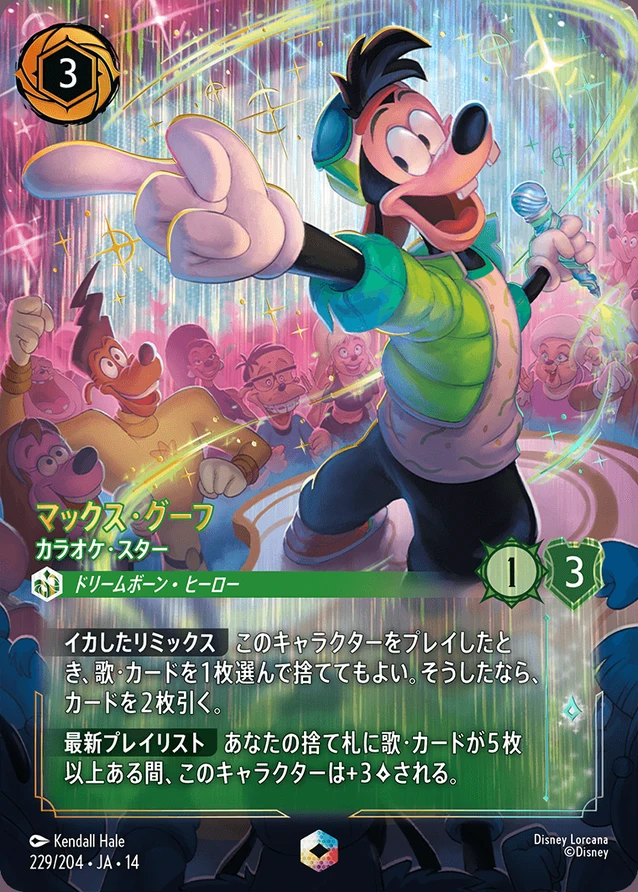 3
マックス・グーフ
カラオケ・スター
ドリームボーン・ヒーロー
1
3
イカしたリミックス このキャラクターをプレイしたと
き、歌・カードを1枚選んで捨ててもよい。そうしたなら、
カードを2枚引く。
最新プレイリスト あなたの捨て札に歌・カードが5枚
以上ある間、このキャラクターは+3される。
Kendall Hale
229/204・JA・14
Disney Lorcana
©Disney